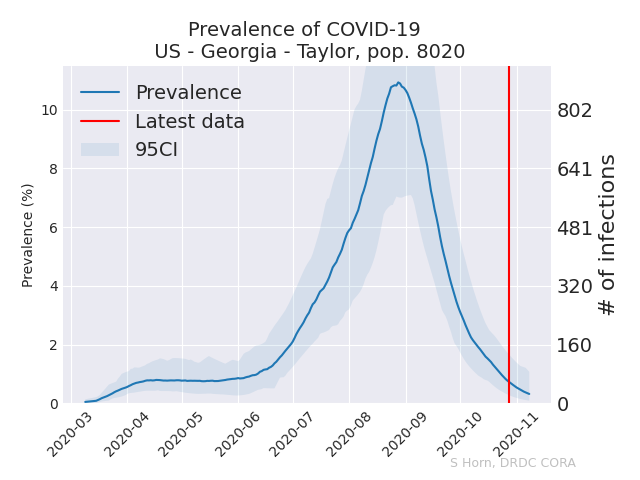 Prevalence of COVID-19
US - Georgia - Taylor, pop. 8020
Prevalence
Latest data
95CI
Prevalence (%)
10
8
6
4
2
0
802
641
481
320
160
0
# of infections
2020-03
2020-04
2020-05
2020-06
2020-07
2020-08
2020-09
2020-10
2020-11
S Horn, DRDC CORA